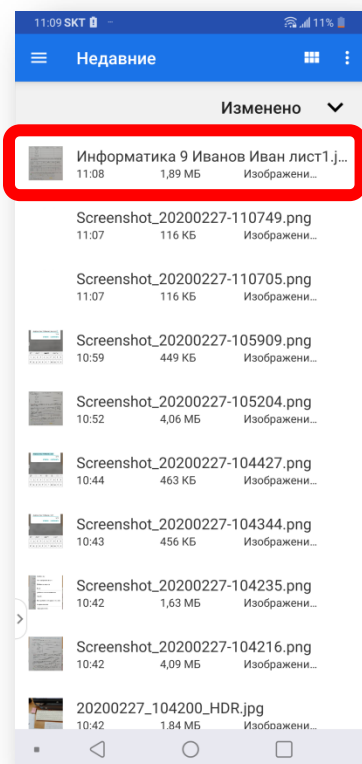 11:09 SKT 11%
Недавние
Изменено
Информатика 9 Иванов Иван лист1.j...
11:08 1,89 МБ Изображени...
Screenshot_20200227-110749.png
11:07 116 КБ Изображени...
Screenshot_20200227-110705.png
11:07 116 КБ Изображени...
Screenshot_20200227-105909.png
10:59 449 КБ Изображени...
Screenshot_20200227-105204.png
10:52 4,06 МБ Изображени...
Screenshot_20200227-104427.png
10:44 463 КБ Изображени...
Screenshot_20200227-104344.png
10:43 456 КБ Изображени...
Screenshot_20200227-104235.png
10:42 1,63 МБ Изображени...
Screenshot_20200227-104216.png
10:42 4,09 МБ Изображени...
20200227_104200_HDR.jpg
10:42 1,84 МБ Изображени...